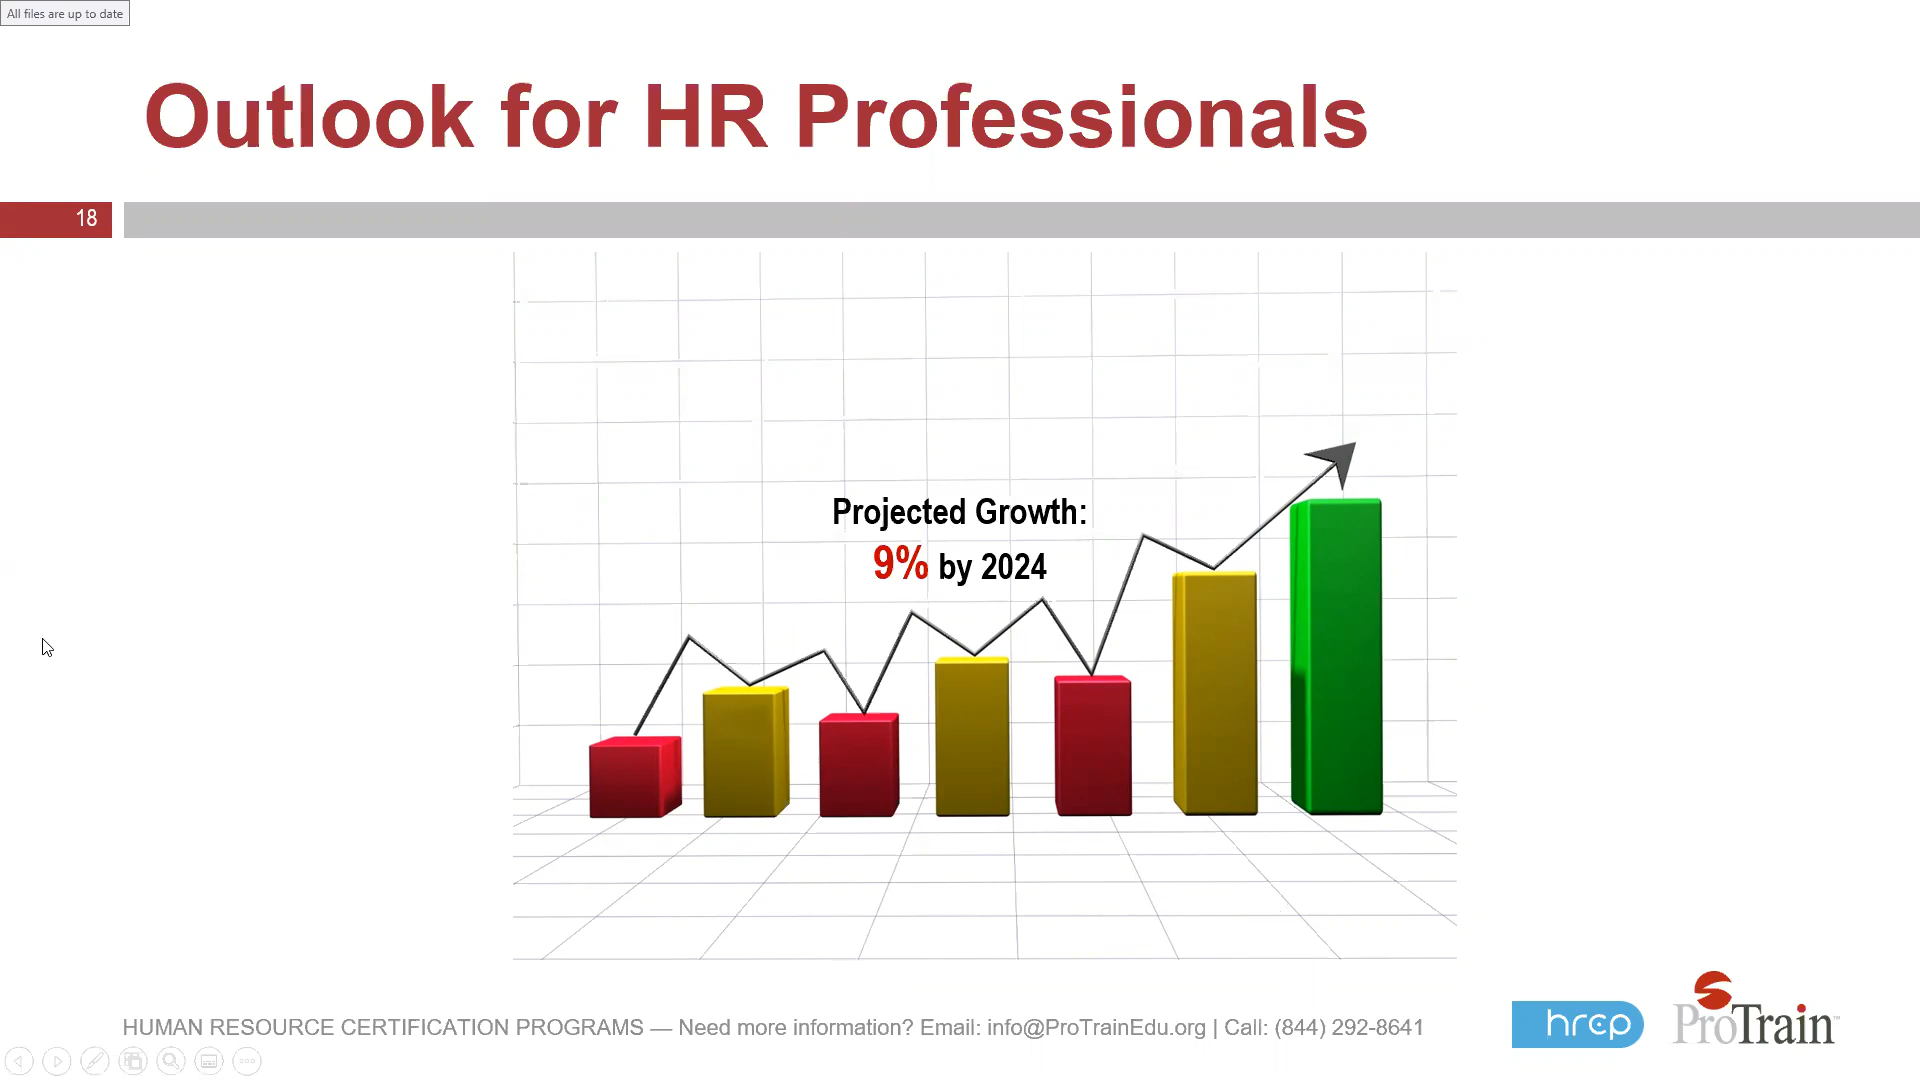 All files are up to date
Outlook for HR Professionals
18
Projected Growth:
9% by 2024
HUMAN RESOURCE CERTIFICATION PROGRAMS — Need more information? Email: info@ProTrainEdu.org | Call: (844) 292-8641
hrcp
ProTrain™